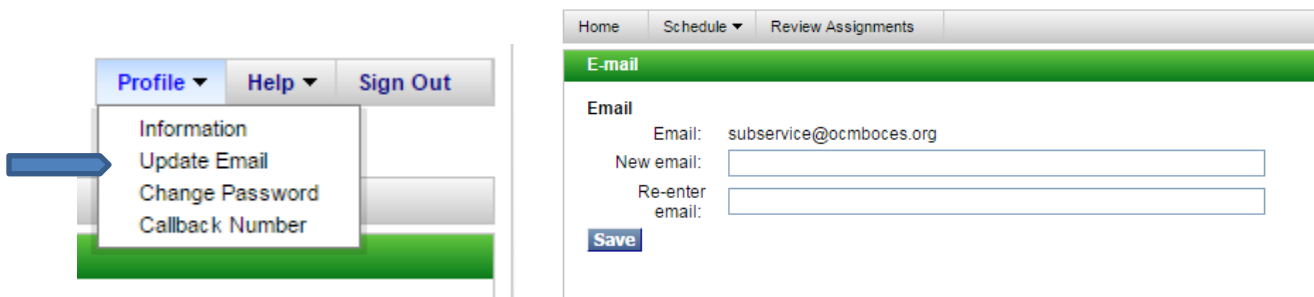 Profile ▼ Help ▼ Sign Out
Information
Update Email
Change Password
Callback Number
Home Schedule ▼ Review Assignments
E-mail
Email
Email: subservice@ocmboces.org
New email:
Re-enter
email:
Save